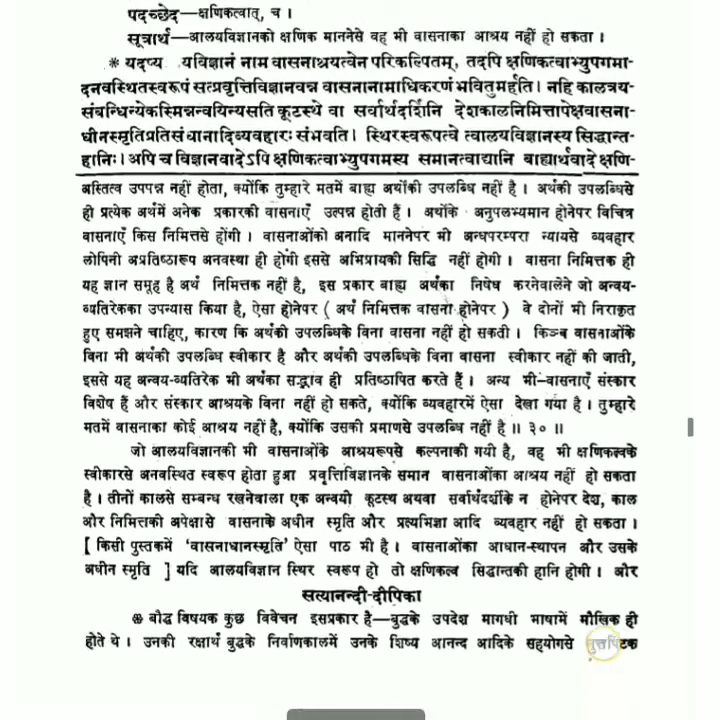 पदच्छेद—क्षणिकत्वात्, च ।
सूत्रार्थ—आलयविज्ञानको क्षणिक माननेसे वह भी वासनाका आश्रय नहीं हो सकता ।
* यदप्य यविज्ञानं नाम वासनाश्रयत्वेन परिकल्पितम्, तदपि क्षणिकत्वाभ्युपगमा-
दनवस्थितस्वरूपं सत्प्रवृत्तिविज्ञानवन्न वासनानामाधिकरणं भवितुमर्हति । नहि कालत्रय-
संबन्धिन्येकस्मिन्नन्वयिन्यसति कूटस्थे वा सर्वार्थदर्शिनि देशकालनिमित्तापेक्षवासना-
धीनस्मृतिप्रतिसंधानादिव्यवहारः संभवति । स्थिरस्वरूपत्वे त्वालयविज्ञानस्य सिद्धान्त-
हानिः । अपि च विज्ञानवादेऽपि क्षणिकत्वाभ्युपगमस्य समानत्वाद्यानि बाह्यार्थवादे क्षणि-
अस्तित्व उपपन्न नहीं होता, क्योंकि तुम्हारे मतमें बाह्य अर्थोंकी उपलब्धि नहीं है । अर्थकी उपलब्धिसे
ही प्रत्येक अर्थमें अनेक प्रकारकी वासनाएँ उत्पन्न होती हैं । अर्थोके अनुपलभ्यमान होनेपर विचित्र
वासनाएँ किस निमित्तसे होंगी । वासनाओंको अनादि माननेपर भी अन्धपरम्परा न्यायसे व्यवहार
लोपिनी अप्रतिष्ठारूप अनवस्था ही होगी इससे अभिप्रायकी सिद्धि नहीं होगी । वासना निमित्तक ही
यह ज्ञान समूह है अर्थ निमित्तक नहीं है, इस प्रकार बाह्य अर्थका निषेध करनेवालेने जो अन्वय-
व्यतिरेकका उपन्यास किया है, ऐसा होनेपर ( अर्थ निमित्तक वासना होनेपर ) वे दोनों भी निराकृत
हुए समझने चाहिए, कारण कि अर्थकी उपलब्धिके विना वासना नहीं हो सकती । किञ्च वासनाओंके
विना भी अर्थकी उपलब्धि स्वीकार है और अर्थकी उपलब्धिके विना वासना स्वीकार नहीं की जाती,
इससे यह अन्वय-व्यतिरेक भी अर्थका सद्भाव ही प्रतिष्ठापित करते हैं । अन्य भी—वासनाएँ संस्कार
विशेष हैं और संस्कार आश्रयके विना नहीं हो सकते, क्योंकि व्यवहारमें ऐसा देखा गया है । तुम्हारे
मतमें वासनाका कोई आश्रय नहीं है, क्योंकि उसकी प्रमाणसे उपलब्धि नहीं है ॥ ३० ॥
जो आलयविज्ञानकी भी वासनाओंके आश्रयरूपसे कल्पनाकी गयी है, वह भी क्षणिकत्वके
स्वीकारसे अनवस्थित स्वरूप होता हुआ प्रवृत्तिविज्ञानके समान वासनाओंका आश्रय नहीं हो सकता
है । तीनों कालसे सम्बन्ध रखनेवाला एक अन्वयी कूटस्थ अथवा सर्वार्थदर्शीके न होनेपर देश, काल
और निमित्तकी अपेक्षासे वासनाके अधीन स्मृति और प्रत्यभिज्ञा आदि व्यवहार नहीं हो सकता ।
[ किसी पुस्तकमें 'वासनाधानस्मृति' ऐसा पाठ भी है । वासनाओंका आधान-स्थापन और उसके
अधीन स्मृति ] यदि आलयविज्ञान स्थिर स्वरूप हो तो क्षणिकत्व सिद्धान्तकी हानि होगी । और
सत्यानन्दी-दीपिका
* बौद्ध विषयक कुछ विवेचन इसप्रकार है—बुद्धके उपदेश मागधी भाषामें मौखिक ही
होते थे । उनकी रक्षार्थ बुद्धके निर्वाणकालमें उनके शिष्य आनन्द आदिके सहयोगसे सुत्तपिटक